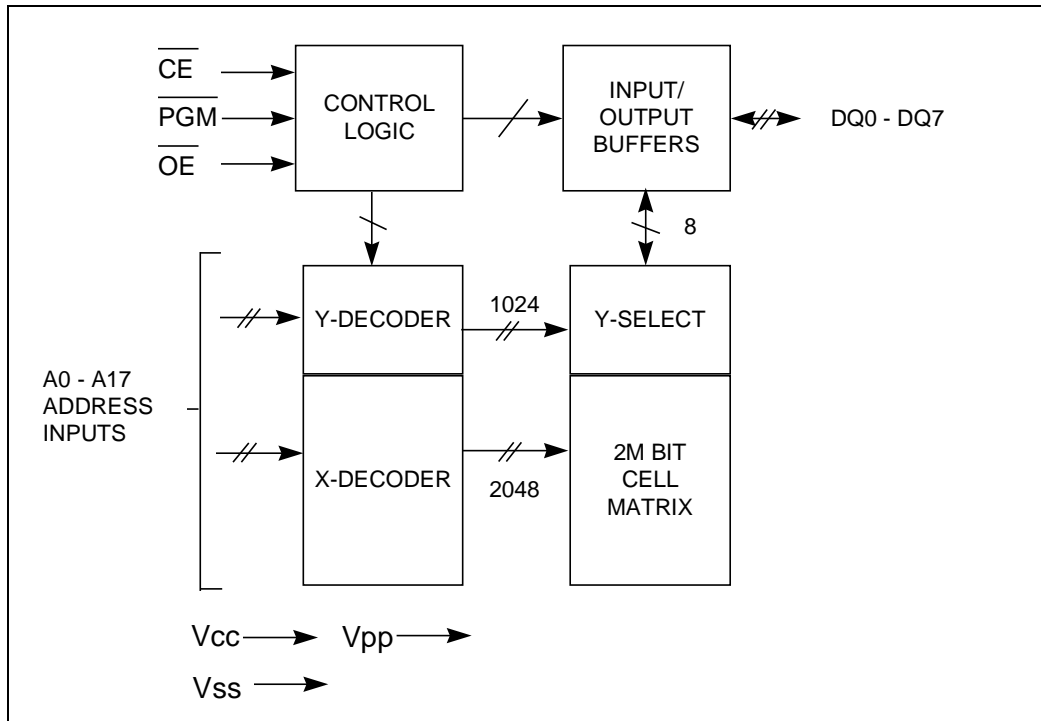 CE
PGM
OE
CONTROL
LOGIC
INPUT/
OUTPUT
BUFFERS
DQ0 - DQ7
8
A0 - A17
ADDRESS
INPUTS
Y-DECODER
1024
Y-SELECT
X-DECODER
2048
2M BIT
CELL
MATRIX
Vcc
Vpp
Vss